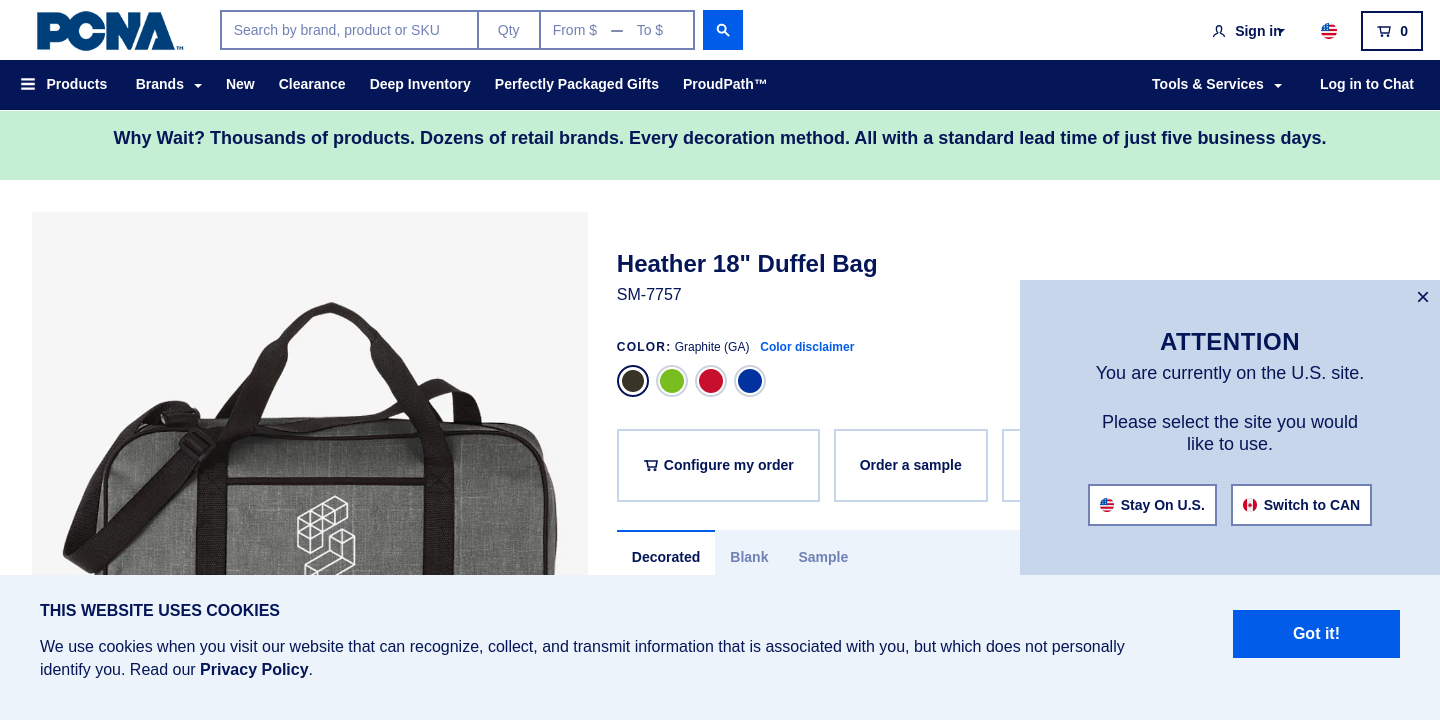 PCNA™
Search by brand, product or SKU
Qty
From $ — To $
Sign in
0
Products
Brands
New
Clearance
Deep Inventory
Perfectly Packaged Gifts
ProudPath™
Tools & Services
Log in to Chat
Why Wait? Thousands of products. Dozens of retail brands. Every decoration method. All with a standard lead time of just five business days.
Heather 18" Duffel Bag
SM-7757
COLOR: Graphite (GA) Color disclaimer
Configure my order
Order a sample
Decorated
Blank
Sample
×
ATTENTION
You are currently on the U.S. site.
Please select the site you would
like to use.
Stay On U.S.
Switch to CAN
THIS WEBSITE USES COOKIES
We use cookies when you visit our website that can recognize, collect, and transmit information that is associated with you, but which does not personally
identify you. Read our Privacy Policy.
Got it!